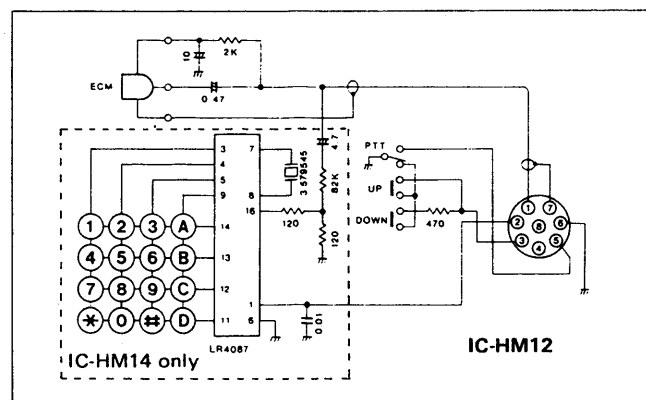 10
2K
ECM
0.47
4.7
PTT
3
7
4
5
9
3.579545
8
82K
UP
DOWN
470
1 7
2 8 6
3 4 5
16
120
120
1 2 3 A
14
4 5 6 B
13
7 8 9 C
12
* 0 # D
11
1
6
0.01
LR4087
IC-HM14 only
IC-HM12